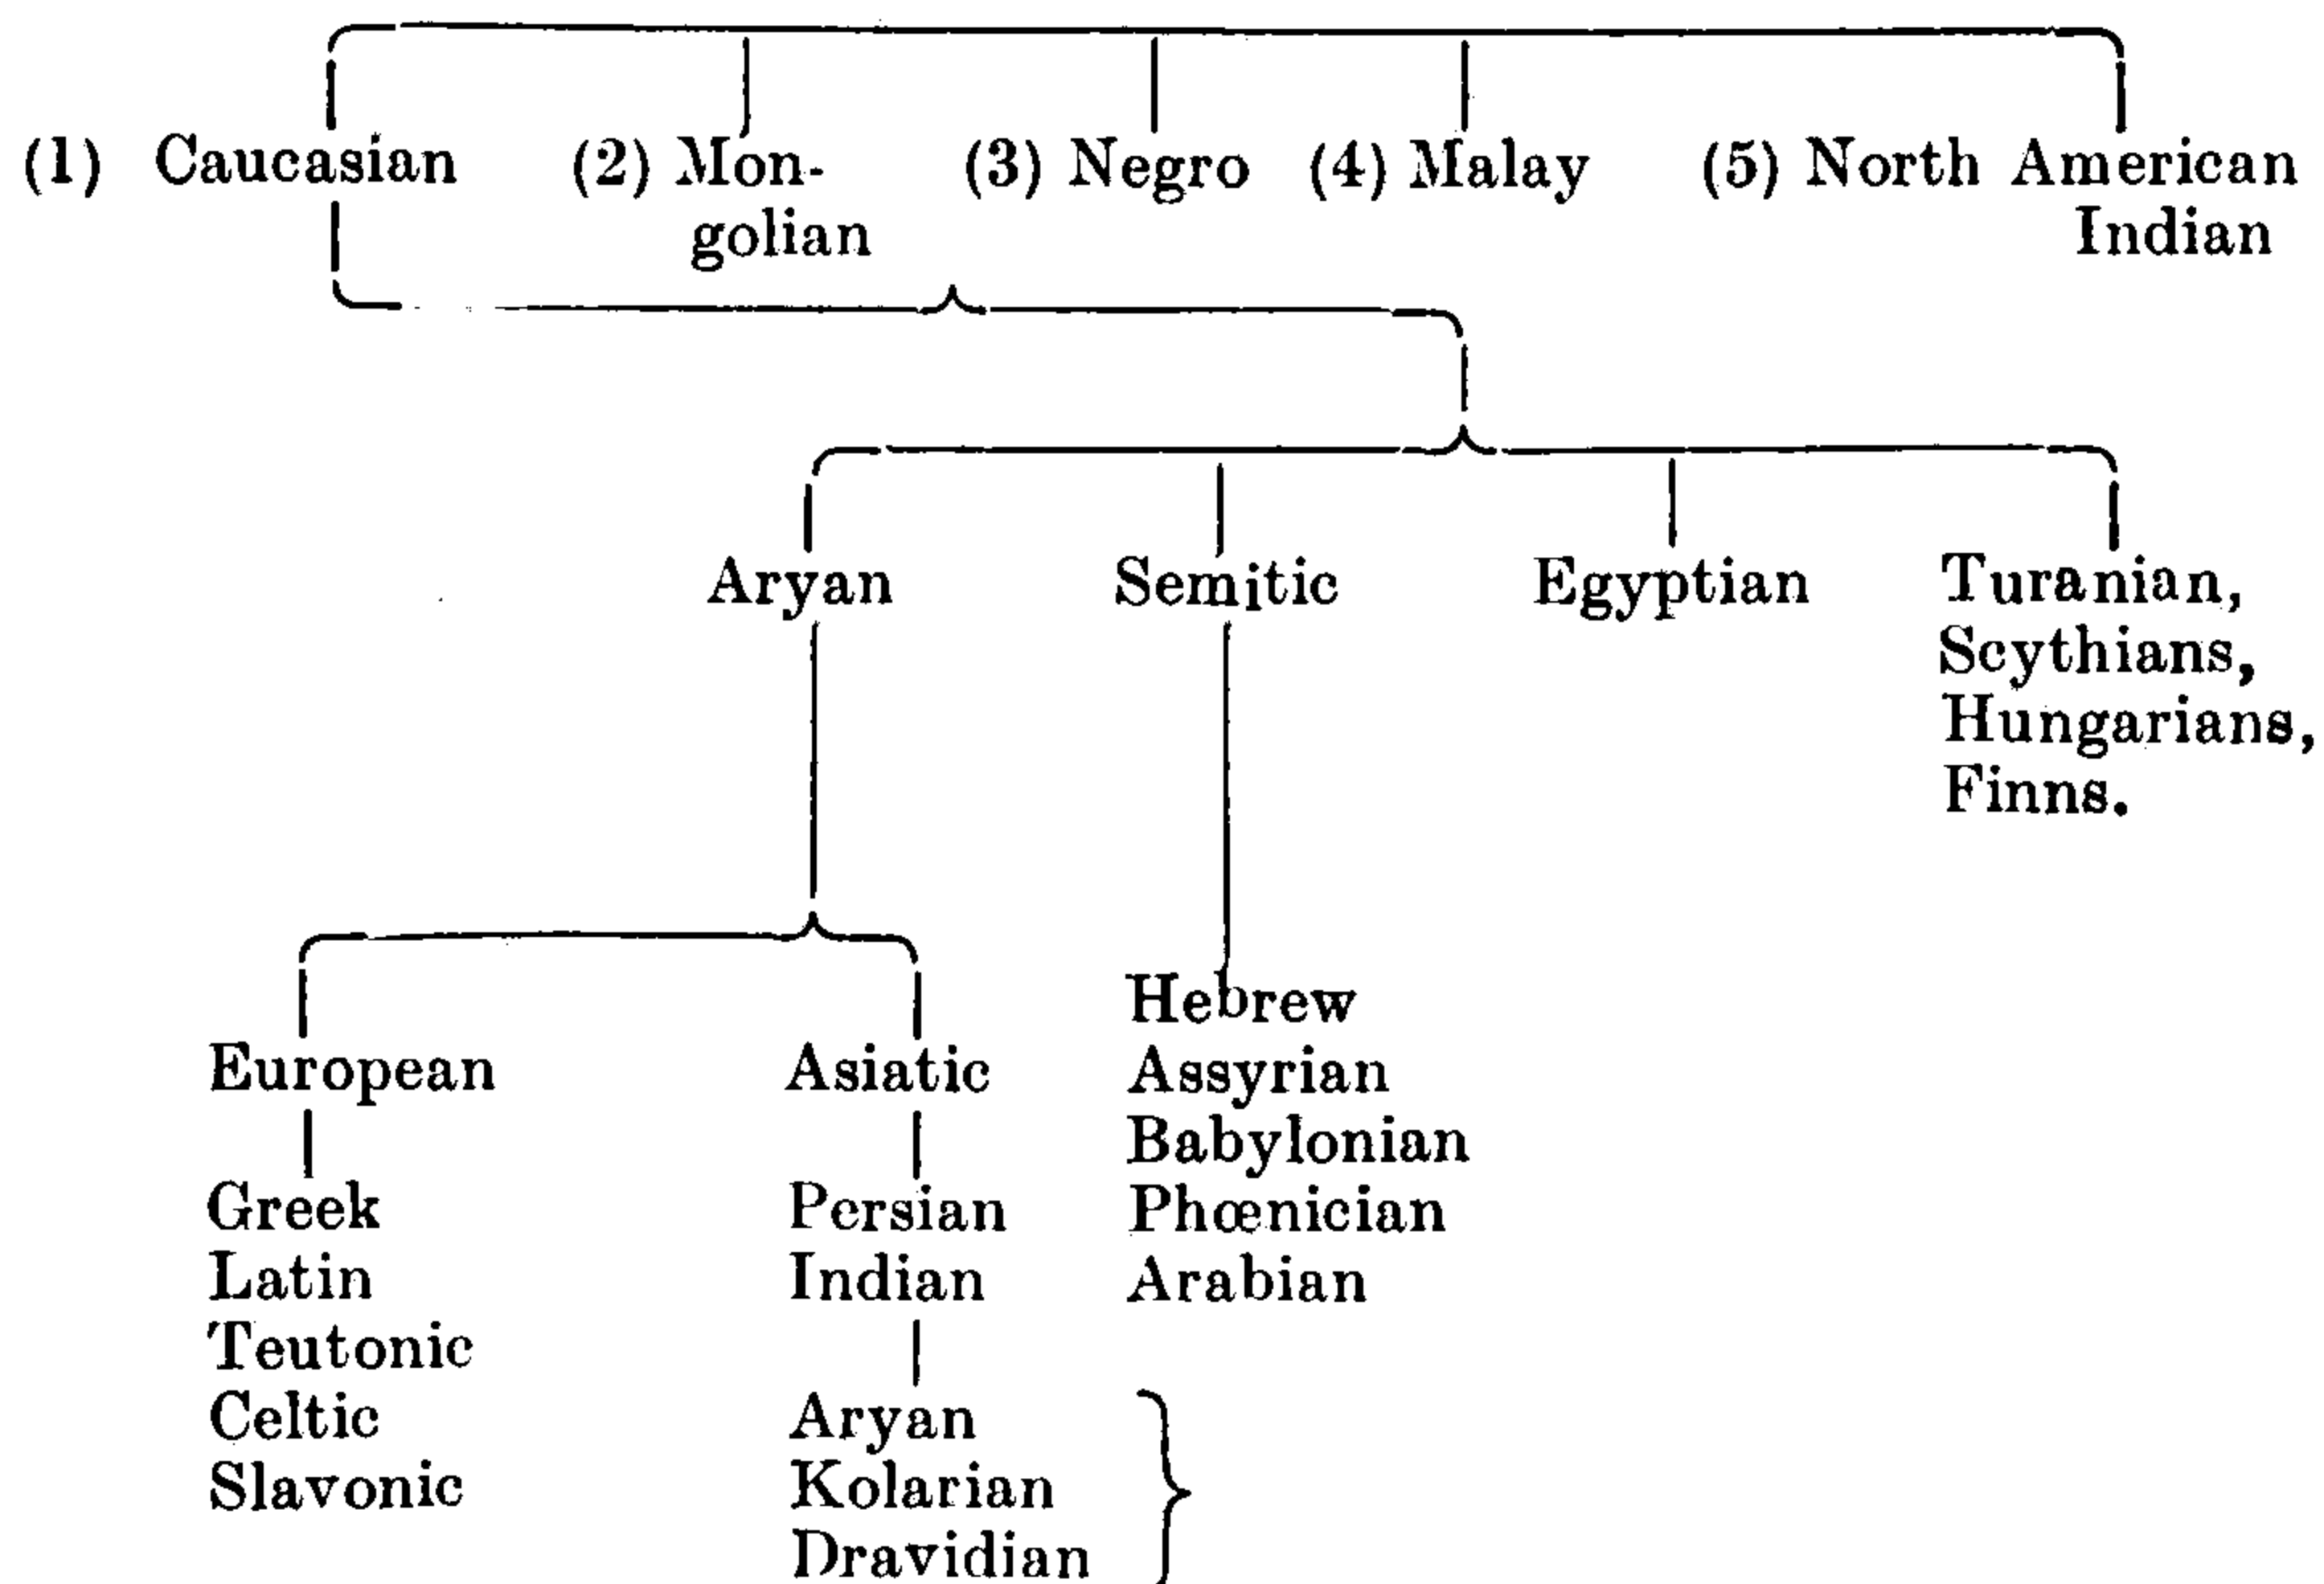 (1) Caucasian (2) Mon- (3) Negro (4) Malay (5) North American
golian Indian
Aryan Semitic Egyptian Turanian,
Scythians,
Hungarians,
Finns.
Hebrew
European Asiatic Assyrian
Babylonian
Greek Persian Phœnician
Latin Indian Arabian
Teutonic
Celtic Aryan
Slavonic Kolarian
Dravidian